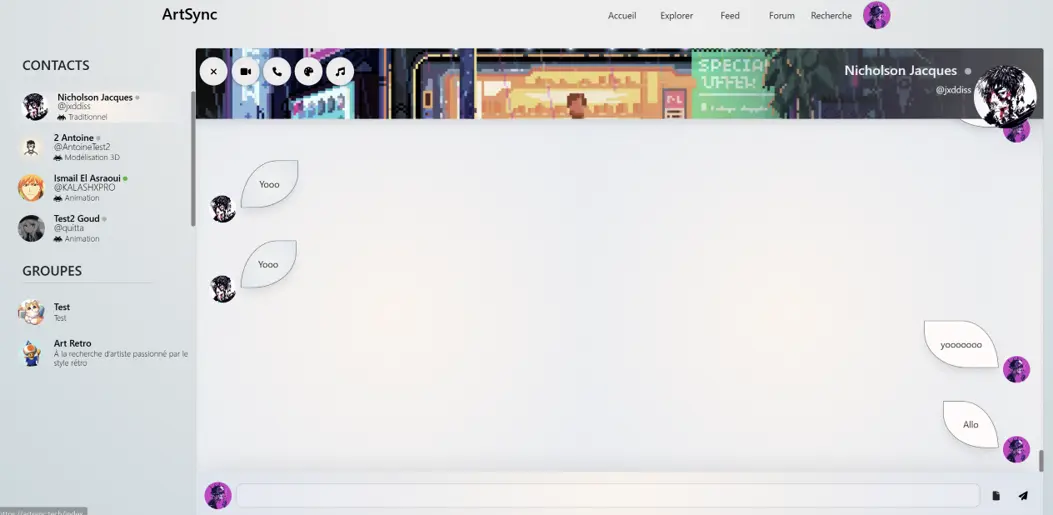 ArtSync
Accueil
Explorer
Feed
Forum
Recherche
CONTACTS
Nicholson Jacques
@jxddiss
Traditionnel
2 Antoine
@AntoineTest2
Modélisation 3D
Ismail El Asraoui
@KALASHXPRO
Animation
Test2 Goud
@quitta
Animation
GROUPES
Test
Test
Art Retro
À la recherche d'artiste passionné par le
style rétro
SPECIAL
Nicholson Jacques
@jxddiss
Yooo
Yooo
yooooooo
Allo